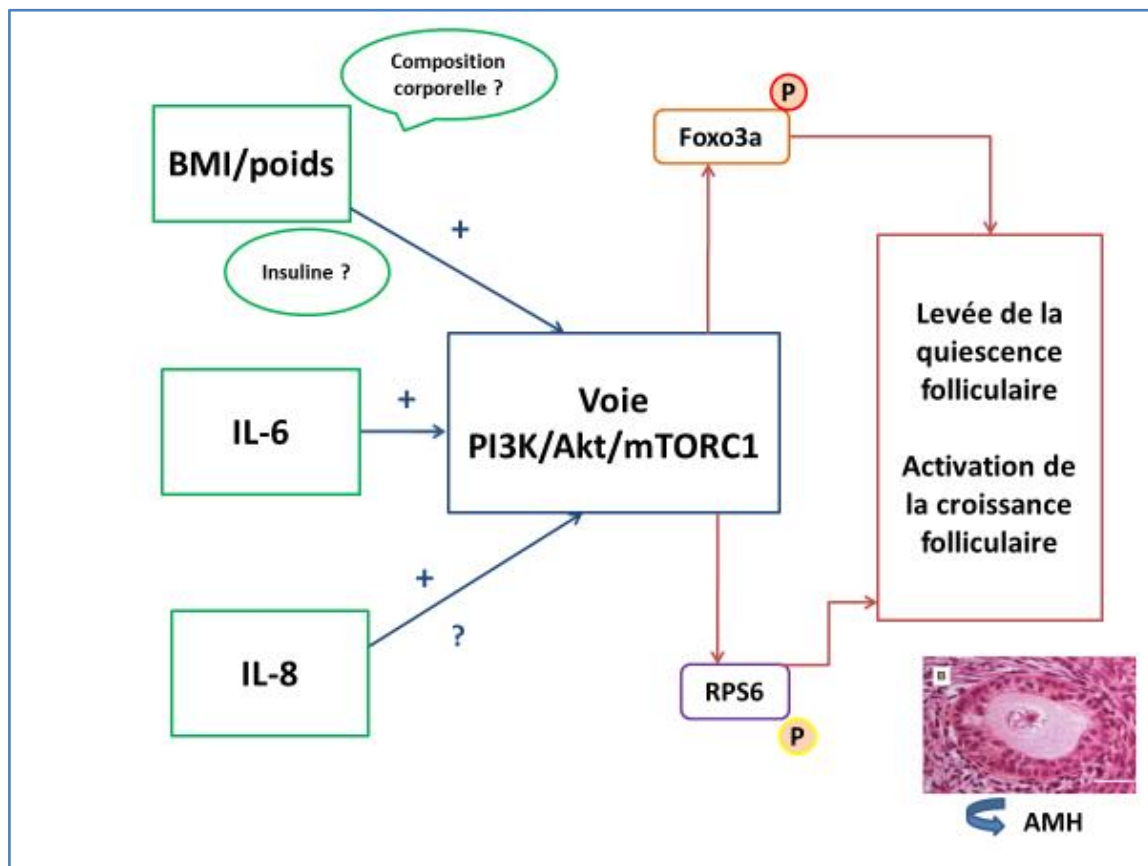 Composition
corporelle ?
P
Foxo3a
BMI/poids
+
Insuline ?
Levée de la
quiescence
folliculaire
Activation de
la croissance
folliculaire
IL-6
+
Voie
PI3K/Akt/mTORC1
+
?
IL-8
RPS6
P
B
AMH